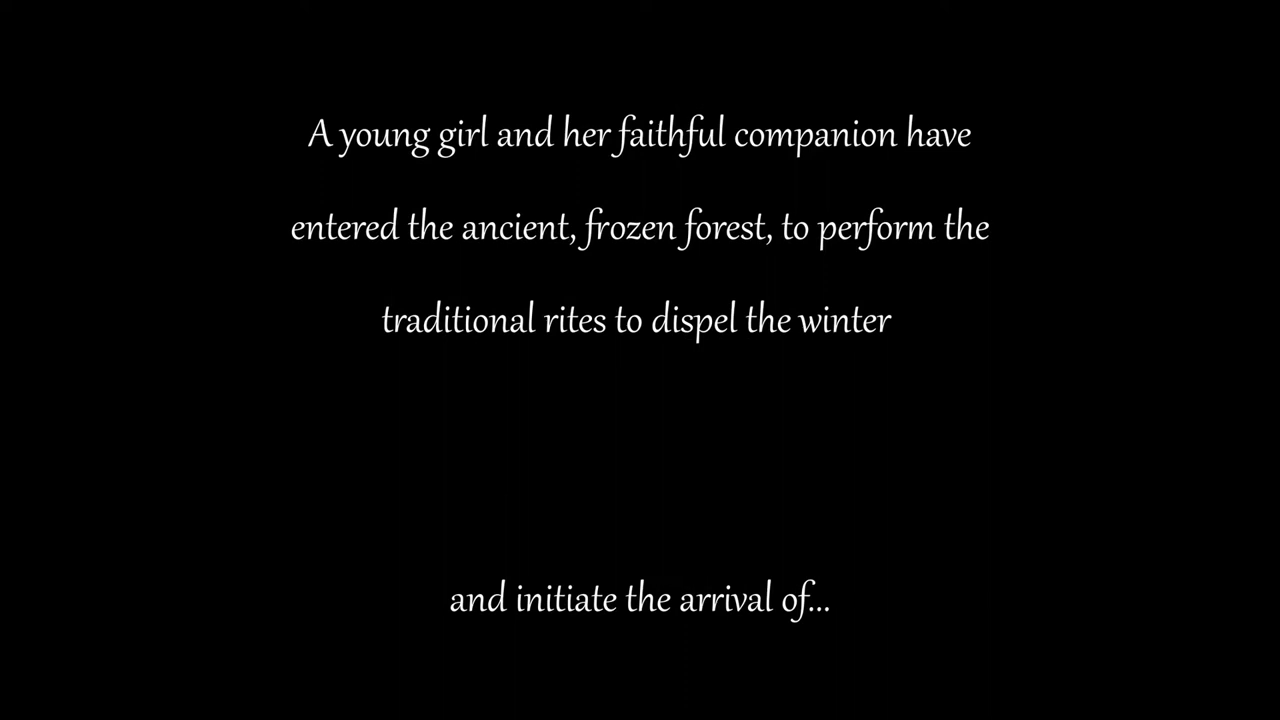 A young girl and her faithful companion have
entered the ancient, frozen forest, to perform the
traditional rites to dispel the winter
and initiate the arrival of...